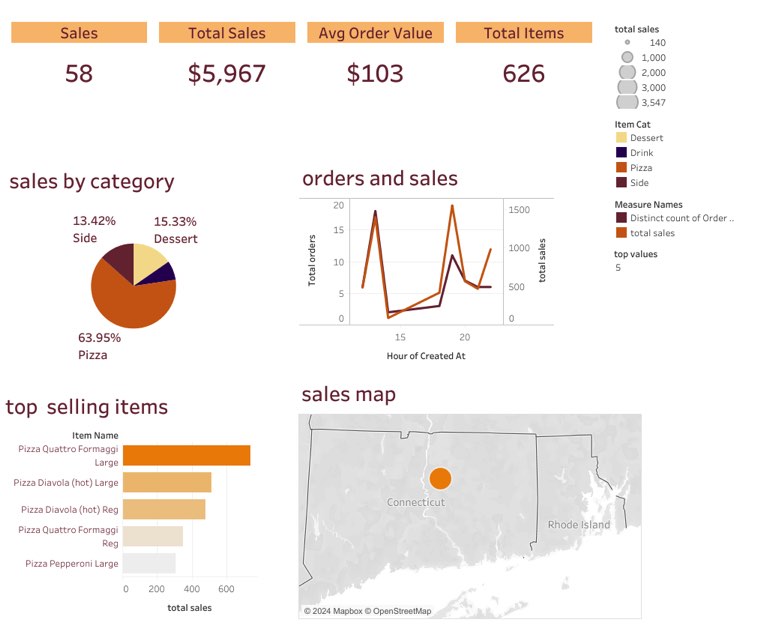 Sales
Total Sales
Avg Order Value
Total Items
58
$5,967
$103
626
total sales
140
1,000
2,000
3,000
3,547
Item Cat
Dessert
Drink
Pizza
Side
Measure Names
Distinct count of Order ..
total sales
top values
5
sales by category
13.42%
Side
15.33%
Dessert
63.95%
Pizza
orders and sales
Total orders
20
15
10
5
0
1500
1000
500
0
total sales
15
20
Hour of Created At
top selling items
Item Name
Pizza Quattro Formaggi
Large
Pizza Diavola (hot) Large
Pizza Diavola (hot) Reg
Pizza Quattro Formaggi
Reg
Pizza Pepperoni Large
0
200
400
600
total sales
sales map
Connecticut
Rhode Island
© 2024 Mapbox © OpenStreetMap